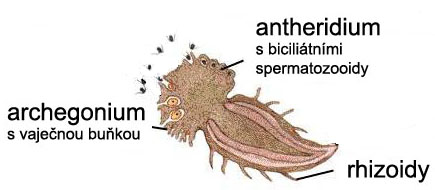 antheridium
s biciliátními
spermatozooidy
archegonium
s vaječnou buňkou
rhizoidy